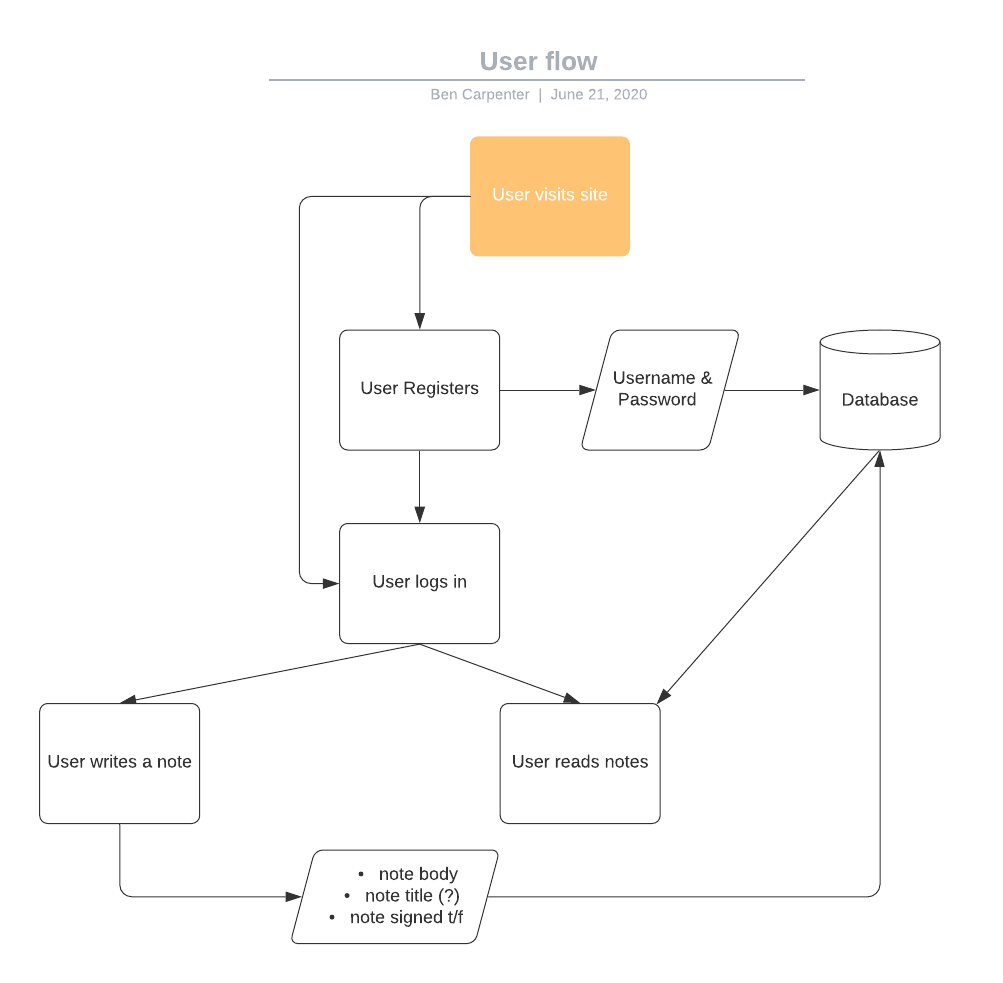 User flow
Ben Carpenter | June 21, 2020
User visits site
User Registers
Username &
Password
Database
User logs in
User writes a note
User reads notes
• note body
• note title (?)
• note signed t/f